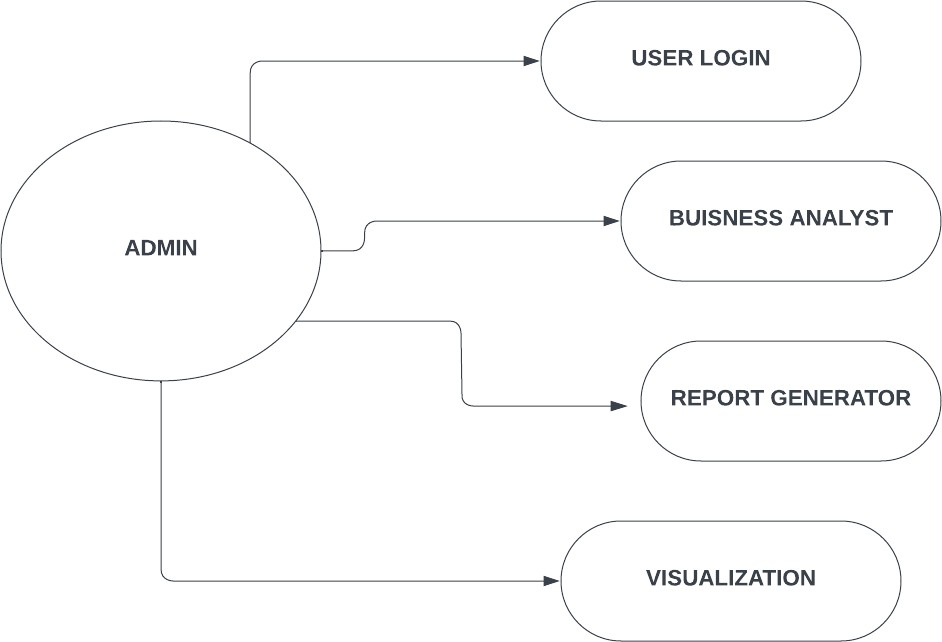 USER LOGIN
BUISNESS ANALYST
ADMIN
REPORT GENERATOR
VISUALIZATION